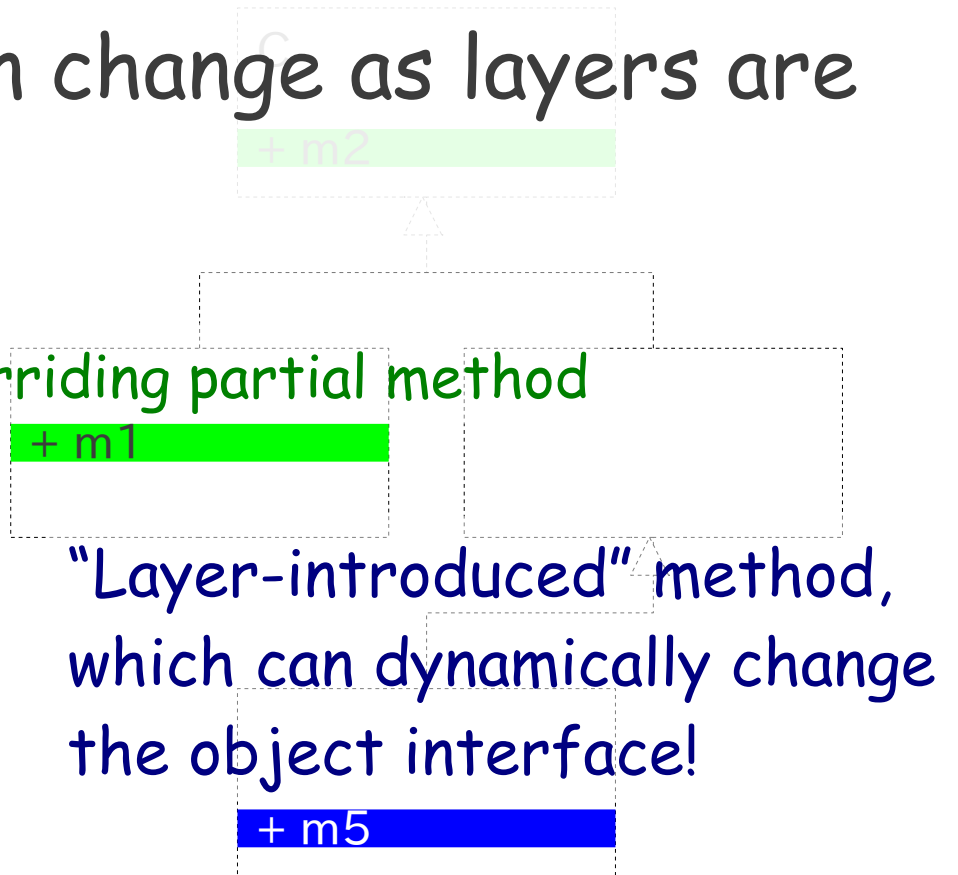 C
n change as layers are
+ m2
rriding partial method
+ m1
“Layer-introduced” method,
which can dynamically change
the object interface!
+ m5